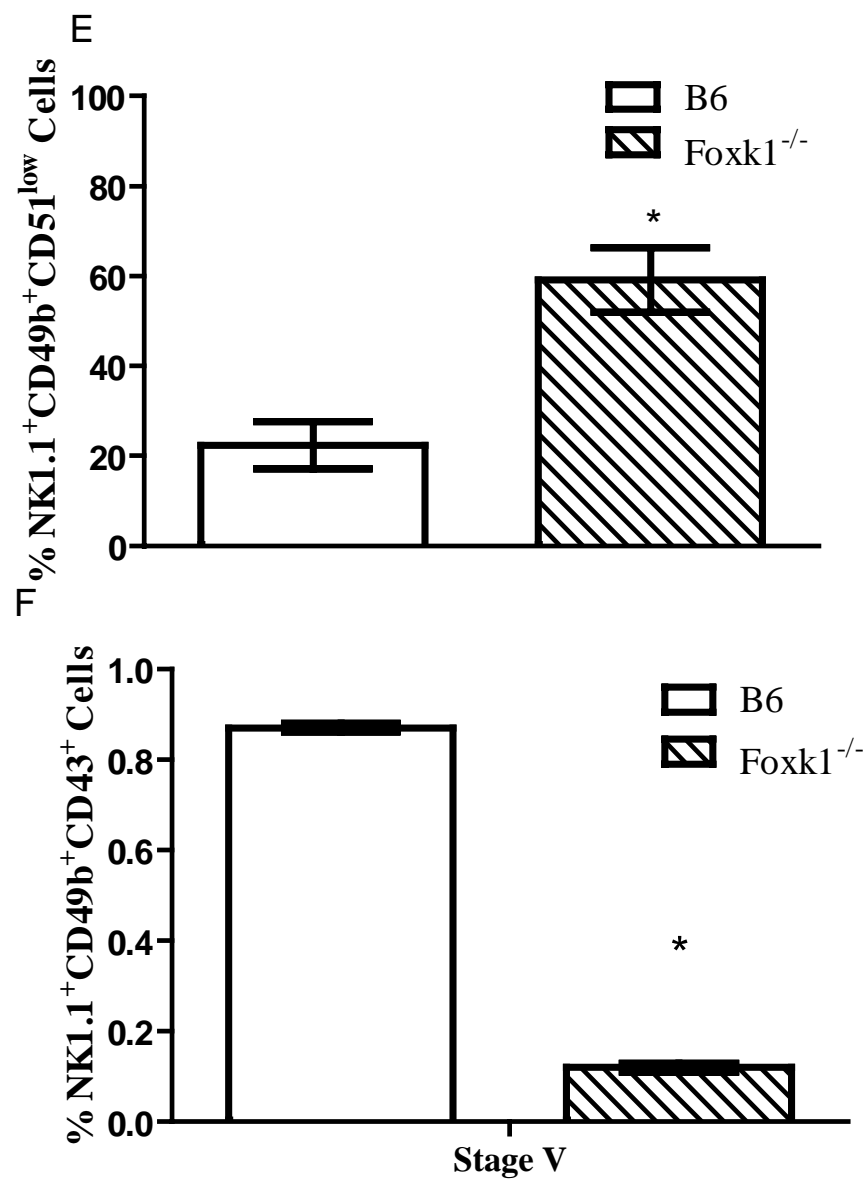 E
% NK1.1⁺CD49b⁺CD51ˡᵒʷ Cells
100
80
60
40
20
0
B6
Foxk1⁻/⁻
*
F
% NK1.1⁺CD49b⁺CD43⁺ Cells
1.0
0.8
0.6
0.4
0.2
0.0
B6
Foxk1⁻/⁻
*
Stage V